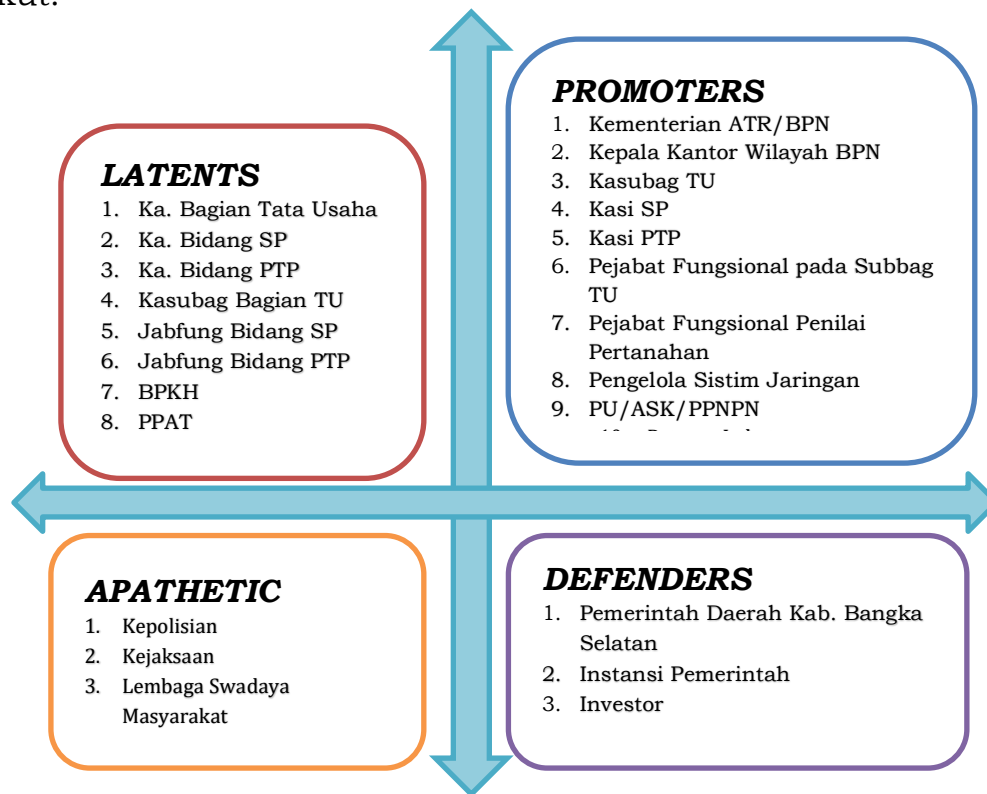 LATENTS
1. Ka. Bagian Tata Usaha
2. Ka. Bidang SP
3. Ka. Bidang PTP
4. Kasubag Bagian TU
5. Jabfung Bidang SP
6. Jabfung Bidang PTP
7. BPKH
8. PPAT
PROMOTERS
1. Kementerian ATR/BPN
2. Kepala Kantor Wilayah BPN
3. Kasubag TU
4. Kasi SP
5. Kasi PTP
6. Pejabat Fungsional pada Subbag
TU
7. Pejabat Fungsional Penilai
Pertanahan
8. Pengelola Sistim Jaringan
9. PU/ASK/PPNPN
APATHETIC
1. Kepolisian
2. Kejaksaan
3. Lembaga Swadaya
Masyarakat
DEFENDERS
1. Pemerintah Daerah Kab. Bangka
Selatan
2. Instansi Pemerintah
3. Investor